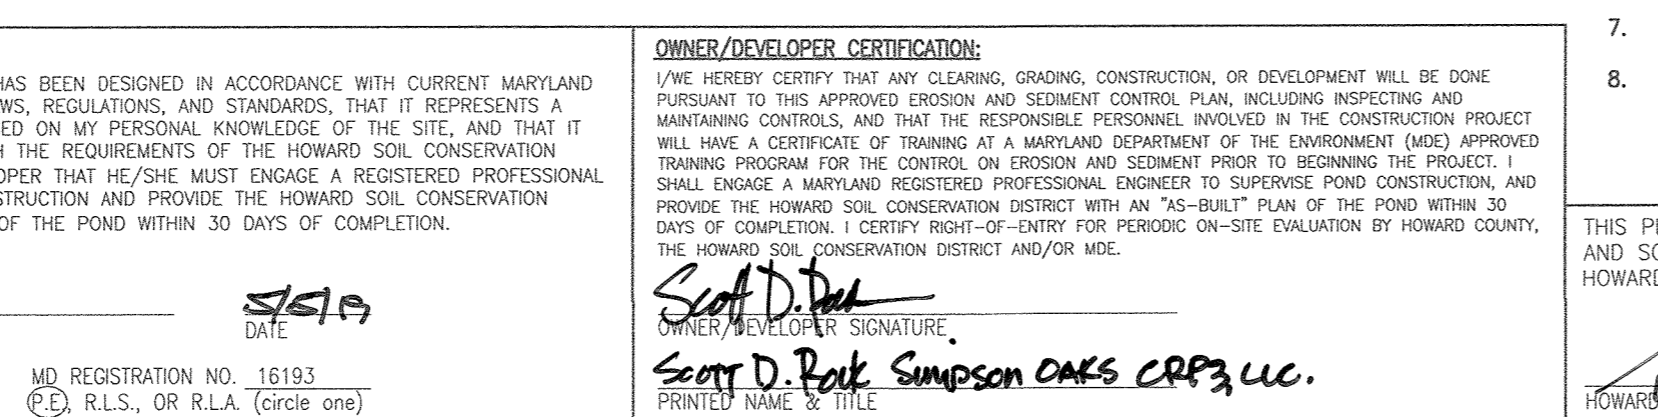 HAS BEEN DESIGNED IN ACCORDANCE WITH CURRENT MARYLAND
WS, REGULATIONS, AND STANDARDS, THAT IT REPRESENTS A
ED ON MY PERSONAL KNOWLEDGE OF THE SITE, AND THAT IT
H THE REQUIREMENTS OF THE HOWARD SOIL CONSERVATION
OPER THAT HE/SHE MUST ENGAGE A REGISTERED PROFESSIONAL
STRUCTION AND PROVIDE THE HOWARD SOIL CONSERVATION
OF THE POND WITHIN 30 DAYS OF COMPLETION.
DATE
MD REGISTRATION NO. 16193
P.E., R.L.S., OR R.L.A. (circle one)
OWNER/DEVELOPER CERTIFICATION:
I/WE HEREBY CERTIFY THAT ANY CLEARING, GRADING, CONSTRUCTION, OR DEVELOPMENT WILL BE DONE
PURSUANT TO THIS APPROVED EROSION AND SEDIMENT CONTROL PLAN, INCLUDING INSPECTING AND
MAINTAINING CONTROLS, AND THAT THE RESPONSIBLE PERSONNEL INVOLVED IN THE CONSTRUCTION PROJECT
WILL HAVE A CERTIFICATE OF TRAINING AT A MARYLAND DEPARTMENT OF THE ENVIRONMENT (MDE) APPROVED
TRAINING PROGRAM FOR THE CONTROL ON EROSION AND SEDIMENT PRIOR TO BEGINNING THE PROJECT. I
SHALL ENGAGE A MARYLAND REGISTERED PROFESSIONAL ENGINEER TO SUPERVISE POND CONSTRUCTION, AND
PROVIDE THE HOWARD SOIL CONSERVATION DISTRICT WITH AN "AS-BUILT" PLAN OF THE POND WITHIN 30
DAYS OF COMPLETION. I CERTIFY RIGHT-OF-ENTRY FOR PERIODIC ON-SITE EVALUATION BY HOWARD COUNTY,
THE HOWARD SOIL CONSERVATION DISTRICT AND/OR MDE.
Scott D.
OWNER/DEVELOPER SIGNATURE
Scott D. Simpson OAKS CRP3, LLC.
PRINTED NAME & TITLE
7.
8.
THIS
AND
HOWARD
HOWARD